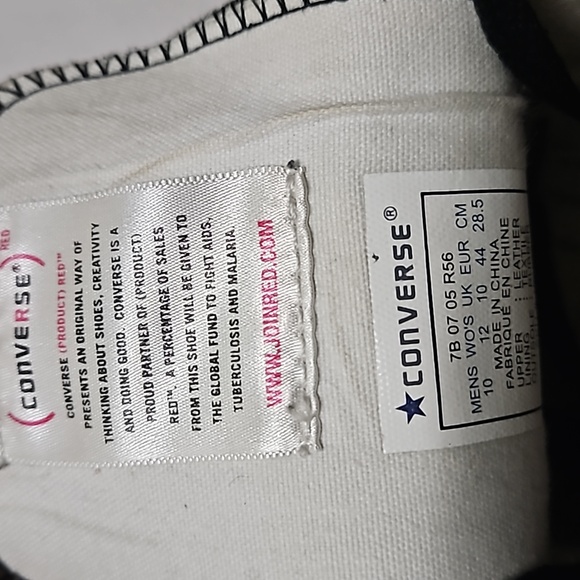 (CONVERSE) RED
CONVERSE (PRODUCT) RED™
PRESENTS AN ORIGINAL WAY OF
THINKING ABOUT SHOES, CREATIVITY
AND DOING GOOD. CONVERSE IS A
PROUD PARTNER OF (PRODUCT)
RED™. A PERCENTAGE OF SALES
FROM THIS SHOE WILL BE GIVEN TO
THE GLOBAL FUND TO FIGHT AIDS,
TUBERCULOSIS AND MALARIA.
WWW.JOINRED.COM
CONVERSE®
7B 07 05 R56
MENS WO'S UK EUR CM
10 12 10 44 28.5
MADE IN CHINA
FABRIQUÉ EN CHINE
UPPER : LEATHER
LINING : TEXTILE